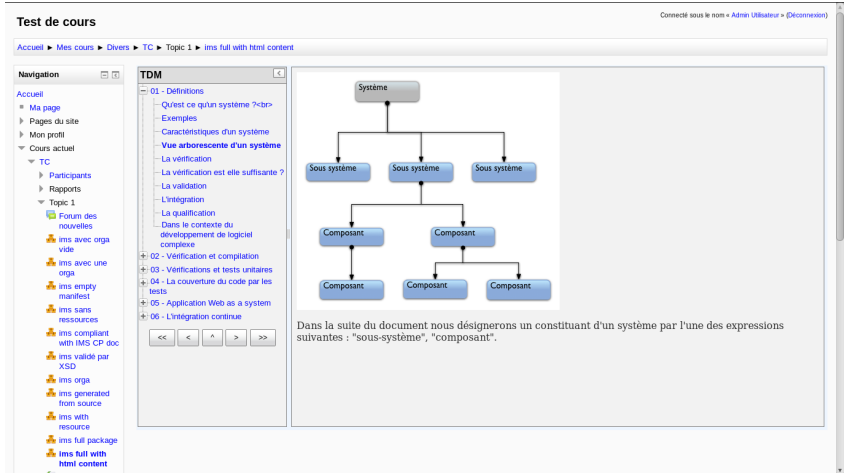 Test de cours
Connecté sous le nom « Admin Utilisateur » (Déconnexion)
Accueil ► Mes cours ► Divers ► TC ► Topic 1 ► ims full with html content
Navigation
Accueil
Ma page
Pages du site
Mon profil
Cours actuel
TC
Participants
Rapports
Topic 1
Forum des
nouvelles
ims avec orga
vide
ims avec une
orga
ims empty
manifest
ims sans
ressources
ims compliant
with IMS CP doc
ims validé par
XSD
ims orga
ims generated
from source
ims with
resource
ims full package
ims full with
html content
TDM
<
01 - Définitions
Qu'est ce qu'un système ?<br>
Exemples
Caractéristiques d'un système
Vue arborescente d'un système
La vérification
La vérification est elle suffisante ?
La validation
L'intégration
La qualification
Dans le contexte du
développement de logiciel
complexe
02 - Vérification et compilation
03 - Vérifications et tests unitaires
04 - La couverture du code par les
tests
05 - Application Web as a system
06 - L'intégration continue
<< < ^ > >>
Système
Sous système Sous système Sous système
Composant Composant
Composant Composant Composant
Dans la suite du document nous désignerons un constituant d'un système par l'une des expressions
suivantes : "sous-système", "composant".